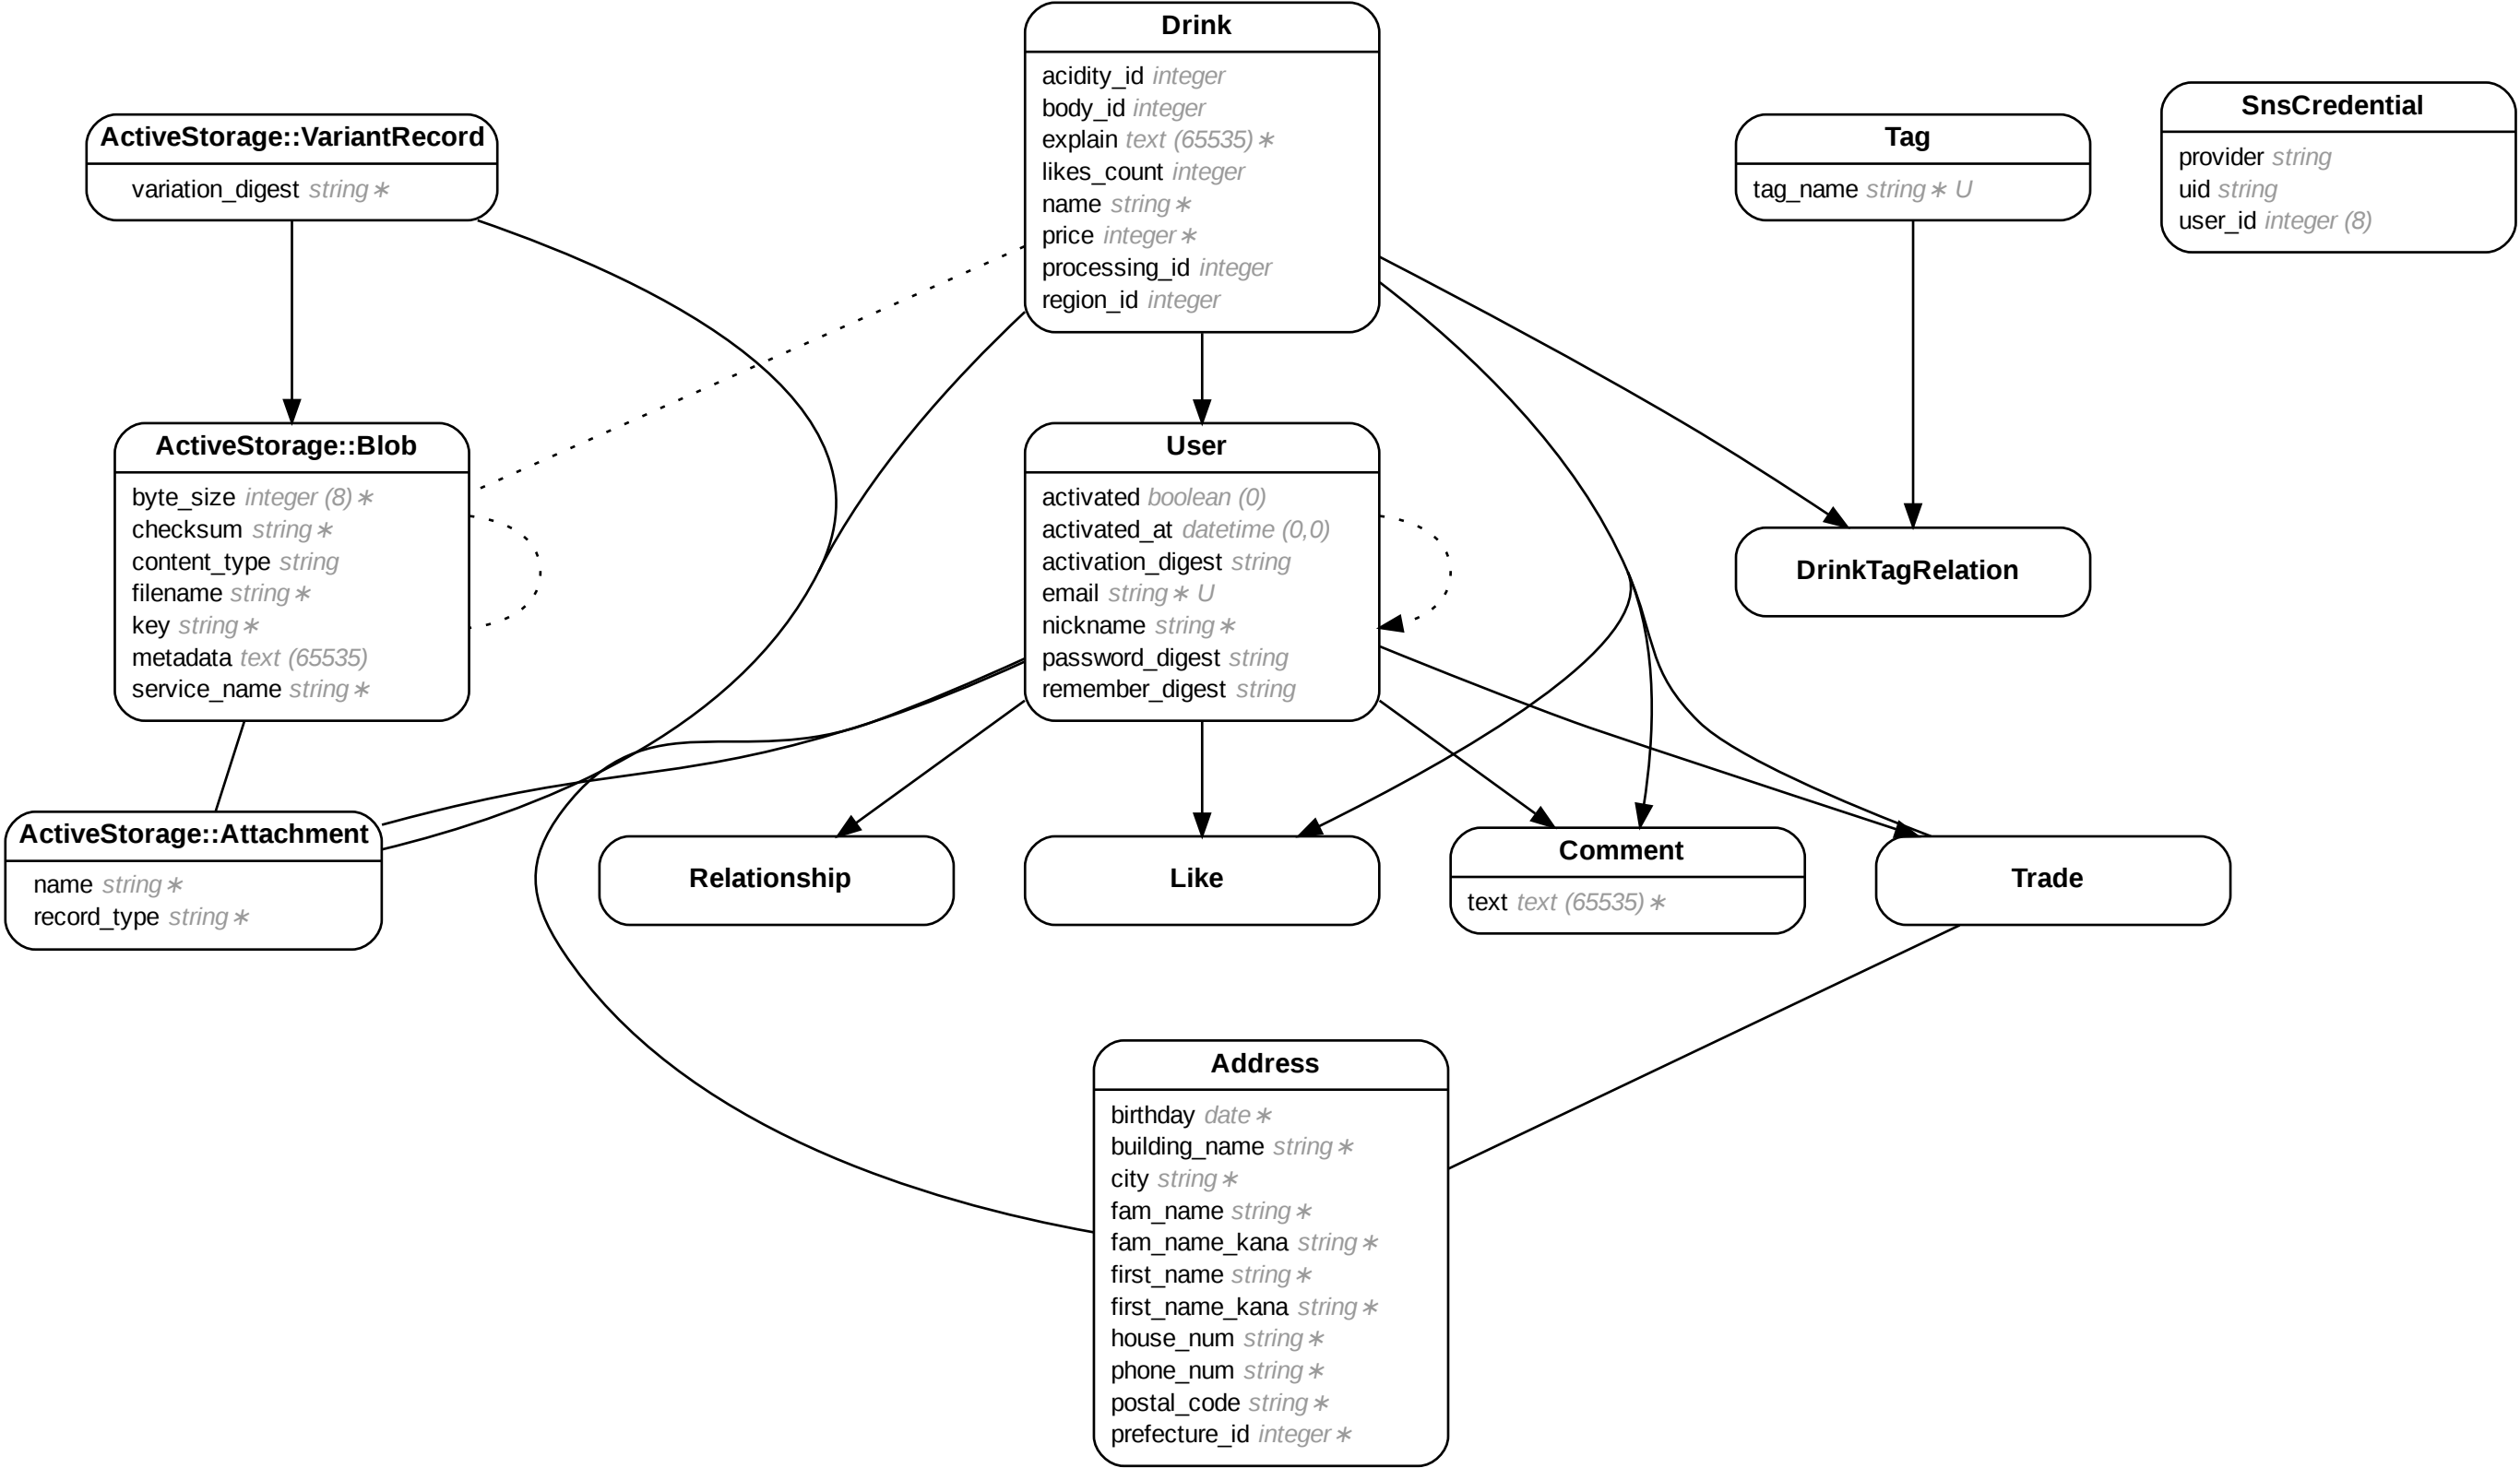 Drink
acidity_id integer
body_id integer
explain text (65535) ∗
likes_count integer
name string ∗
price integer ∗
processing_id integer
region_id integer
ActiveStorage::VariantRecord
variation_digest string ∗
Tag
tag_name string ∗ U
SnsCredential
provider string
uid string
user_id integer (8)
ActiveStorage::Blob
byte_size integer (8) ∗
checksum string ∗
content_type string
filename string ∗
key string ∗
metadata text (65535)
service_name string ∗
User
activated boolean (0)
activated_at datetime (0,0)
activation_digest string
email string ∗ U
nickname string ∗
password_digest string
remember_digest string
DrinkTagRelation
ActiveStorage::Attachment
name string ∗
record_type string ∗
Relationship
Like
Comment
text text (65535) ∗
Trade
Address
birthday date ∗
building_name string ∗
city string ∗
fam_name string ∗
fam_name_kana string ∗
first_name string ∗
first_name_kana string ∗
house_num string ∗
phone_num string ∗
postal_code string ∗
prefecture_id integer ∗